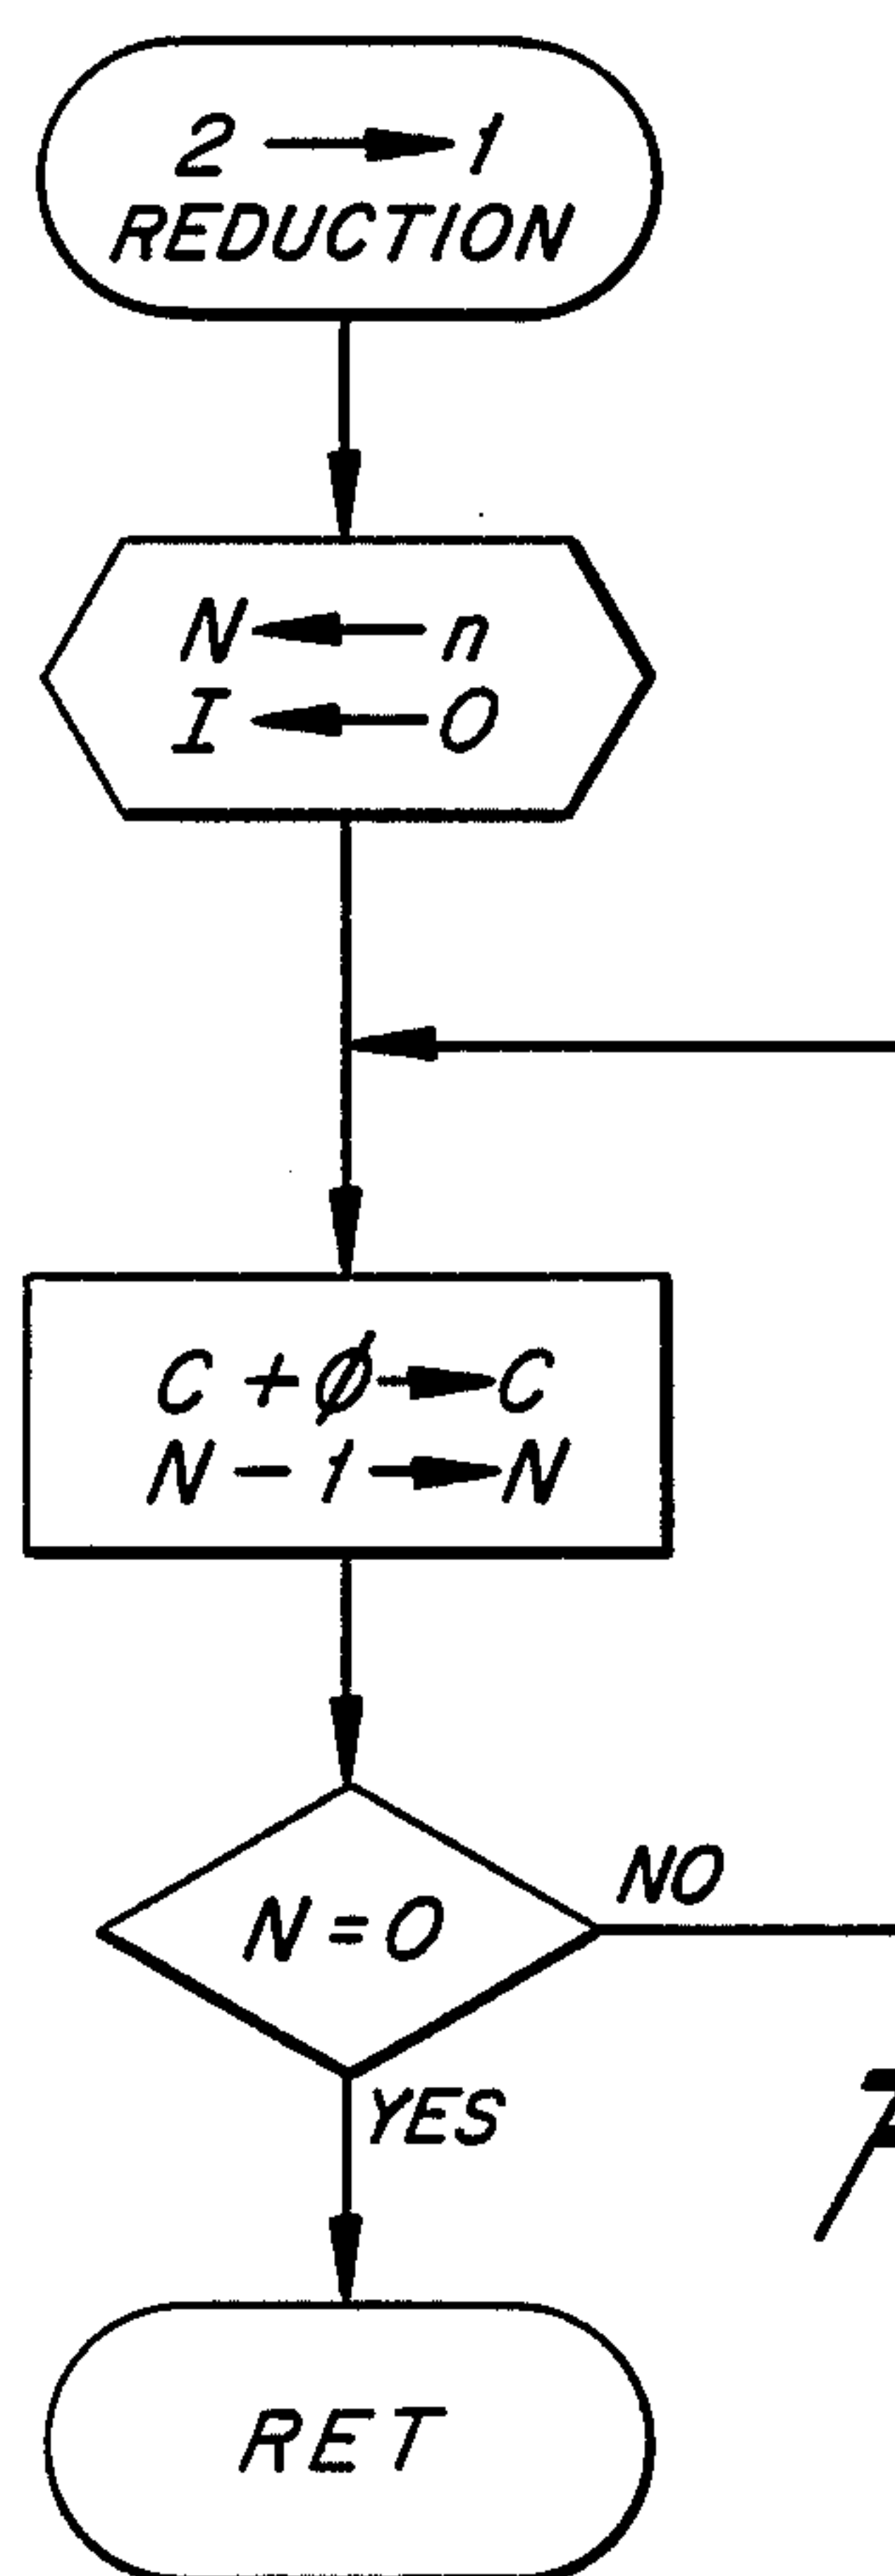 2 → 1
REDUCTION
N ← n
I ← 0
C + ∅ → C
N - 1 → N
N = 0
NO
YES
RET